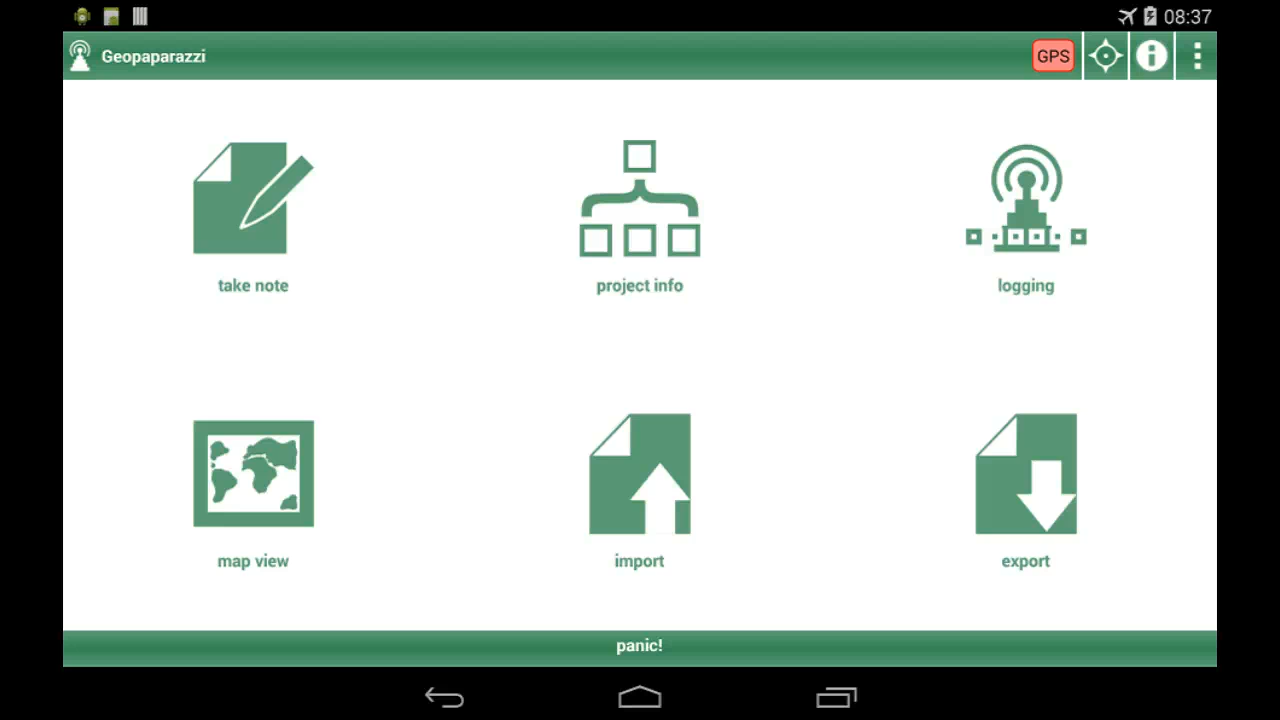 08:37
Geopaparazzi
GPS
take note
project info
logging
map view
import
export
panic!